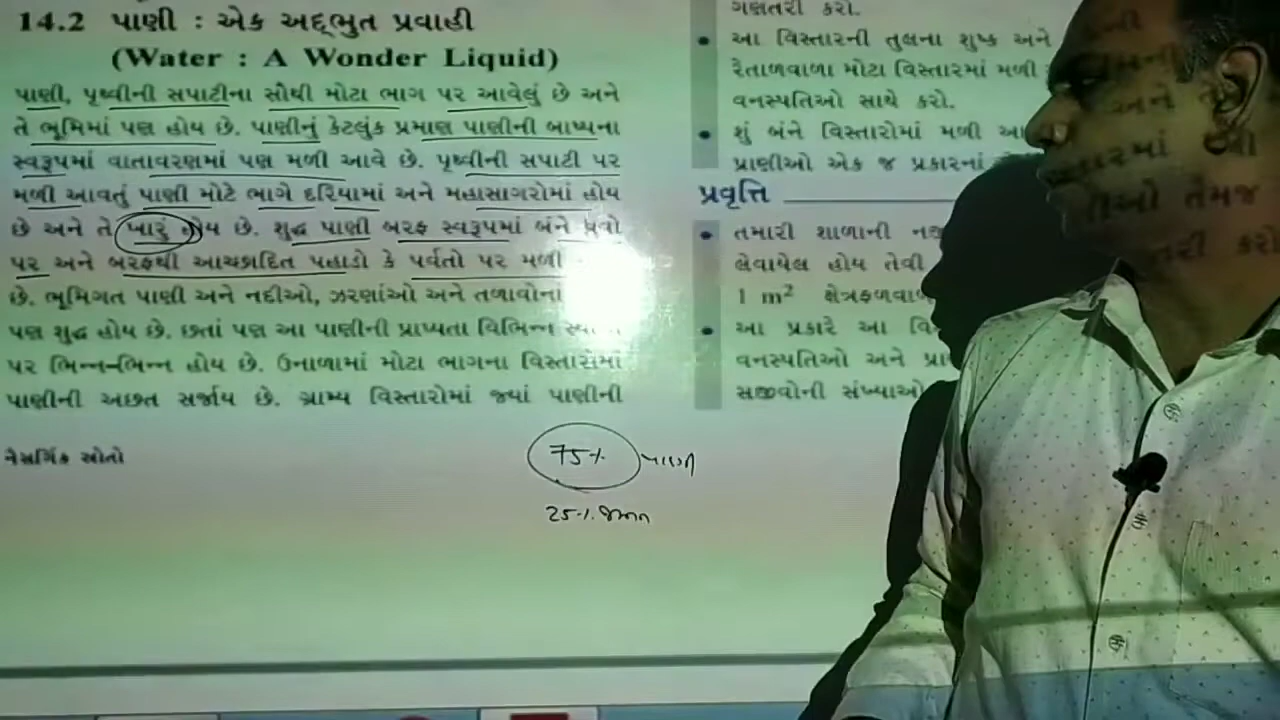 14.2 પાણી : એક અદ્ભુત પ્રવાહી
(Water : A Wonder Liquid)
પાણી, પૃથ્વીની સપાટીના સૌથી મોટા ભાગ પર આવેલું છે અને
તે ભૂમિમાં પણ હોય છે. પાણીનું કેટલુંક પ્રમાણ પાણીની બાષ્પના
સ્વરૂપમાં વાતાવરણમાં પણ મળી આવે છે. પૃથ્વીની સપાટી પર
મળી આવતું પાણી મોટે ભાગે દરિયામાં અને મહાસાગરોમાં હોય
છે અને તે ખારું હોય છે. શુદ્ધ પાણી બરફ સ્વરૂપમાં બંને ધ્રુવો
પર અને બરફથી આચ્છાદિત પહાડો કે પર્વતો પર મળી
છે. ભૂમિગત પાણી અને નદીઓ, ઝરણાંઓ અને તળાવોનાં
પણ શુદ્ધ હોય છે. છતાં પણ આ પાણીની પ્રાપ્યતા વિભિન્ન
પર ભિન્ન-ભિન્ન હોય છે. ઉનાળામાં મોટા ભાગના વિસ્તારોમાં
પાણીની અછત સર્જાય છે. ગ્રામ્ય વિસ્તારોમાં જ્યાં પાણીની
નૈસર્ગિક સ્રોતો
75% પાણી
25% જમીન
ગણતરી કરો.
• આ વિસ્તારની તુલના શુષ્ક અને
રેતાળવાળા મોટા વિસ્તારમાં મળી
વનસ્પતિઓ સાથે કરો.
• શું બંને વિસ્તારોમાં મળી
પ્રાણીઓ એક જ પ્રકારનાં
પ્રવૃત્તિ
• તમારી શાળાની
લેવાયેલ હોય તેવી
1 m² ક્ષેત્રફળવાળ
• આ પ્રકારે આ
વનસ્પતિઓ અને
સજીવોની સંખ્યાઓ